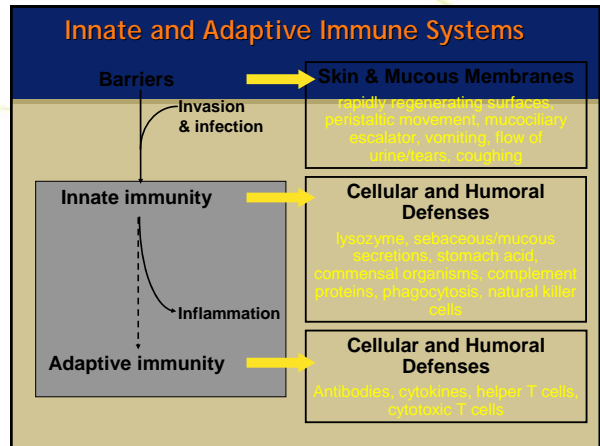 Innate and Adaptive Immune Systems
Barriers
Skin & Mucous Membranes
rapidly regenerating surfaces,
peristaltic movement, mucociliary
escalator, vomiting, flow of
urine/tears, coughing
Invasion
& infection
Innate immunity
Cellular and Humoral
Defenses
lysozyme, sebaceous/mucous
secretions, stomach acid,
commensal organisms, complement
proteins, phagocytosis, natural killer
cells
Inflammation
Adaptive immunity
Cellular and Humoral
Defenses
Antibodies, cytokines, helper T cells,
cytotoxic T cells